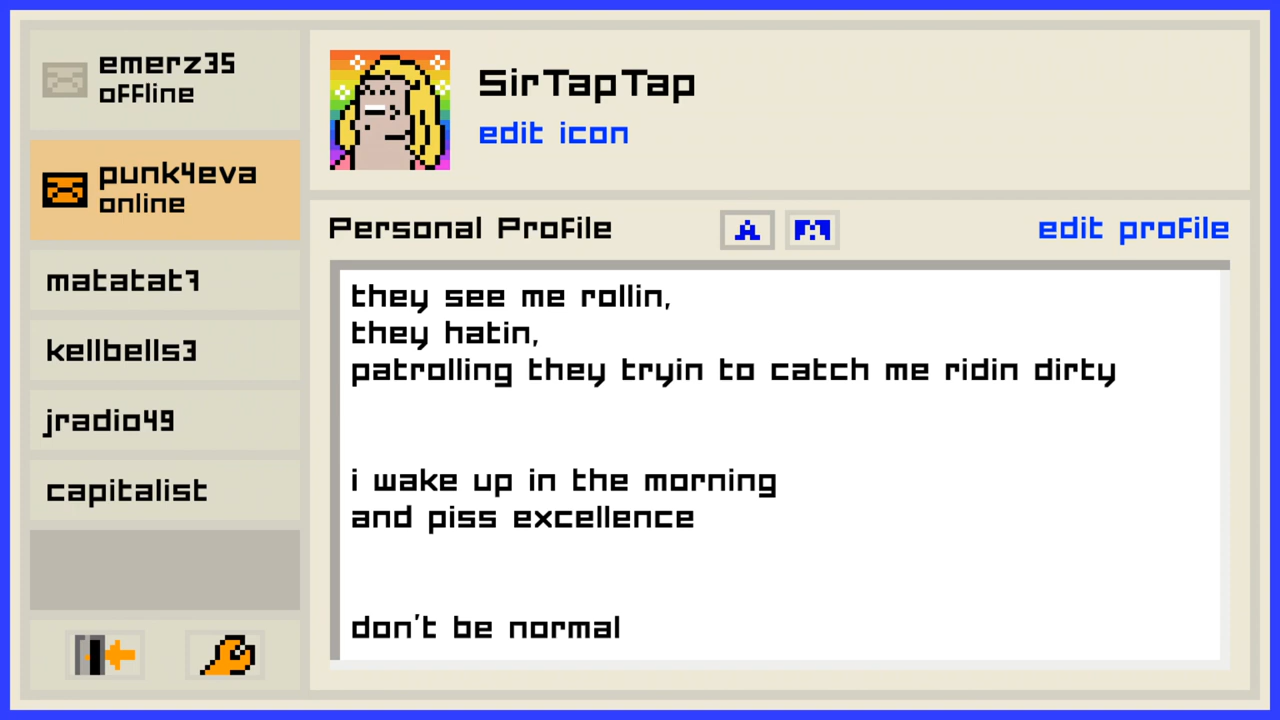 emerz35
offline
punk4eva
online
matatat7
kellbells3
jradio49
capitalist
SirTapTap
edit icon
Personal Profile
A
edit profile
they see me rollin,
they hatin,
patrolling they tryin to catch me ridin dirty
i wake up in the morning
and piss excellence
don't be normal